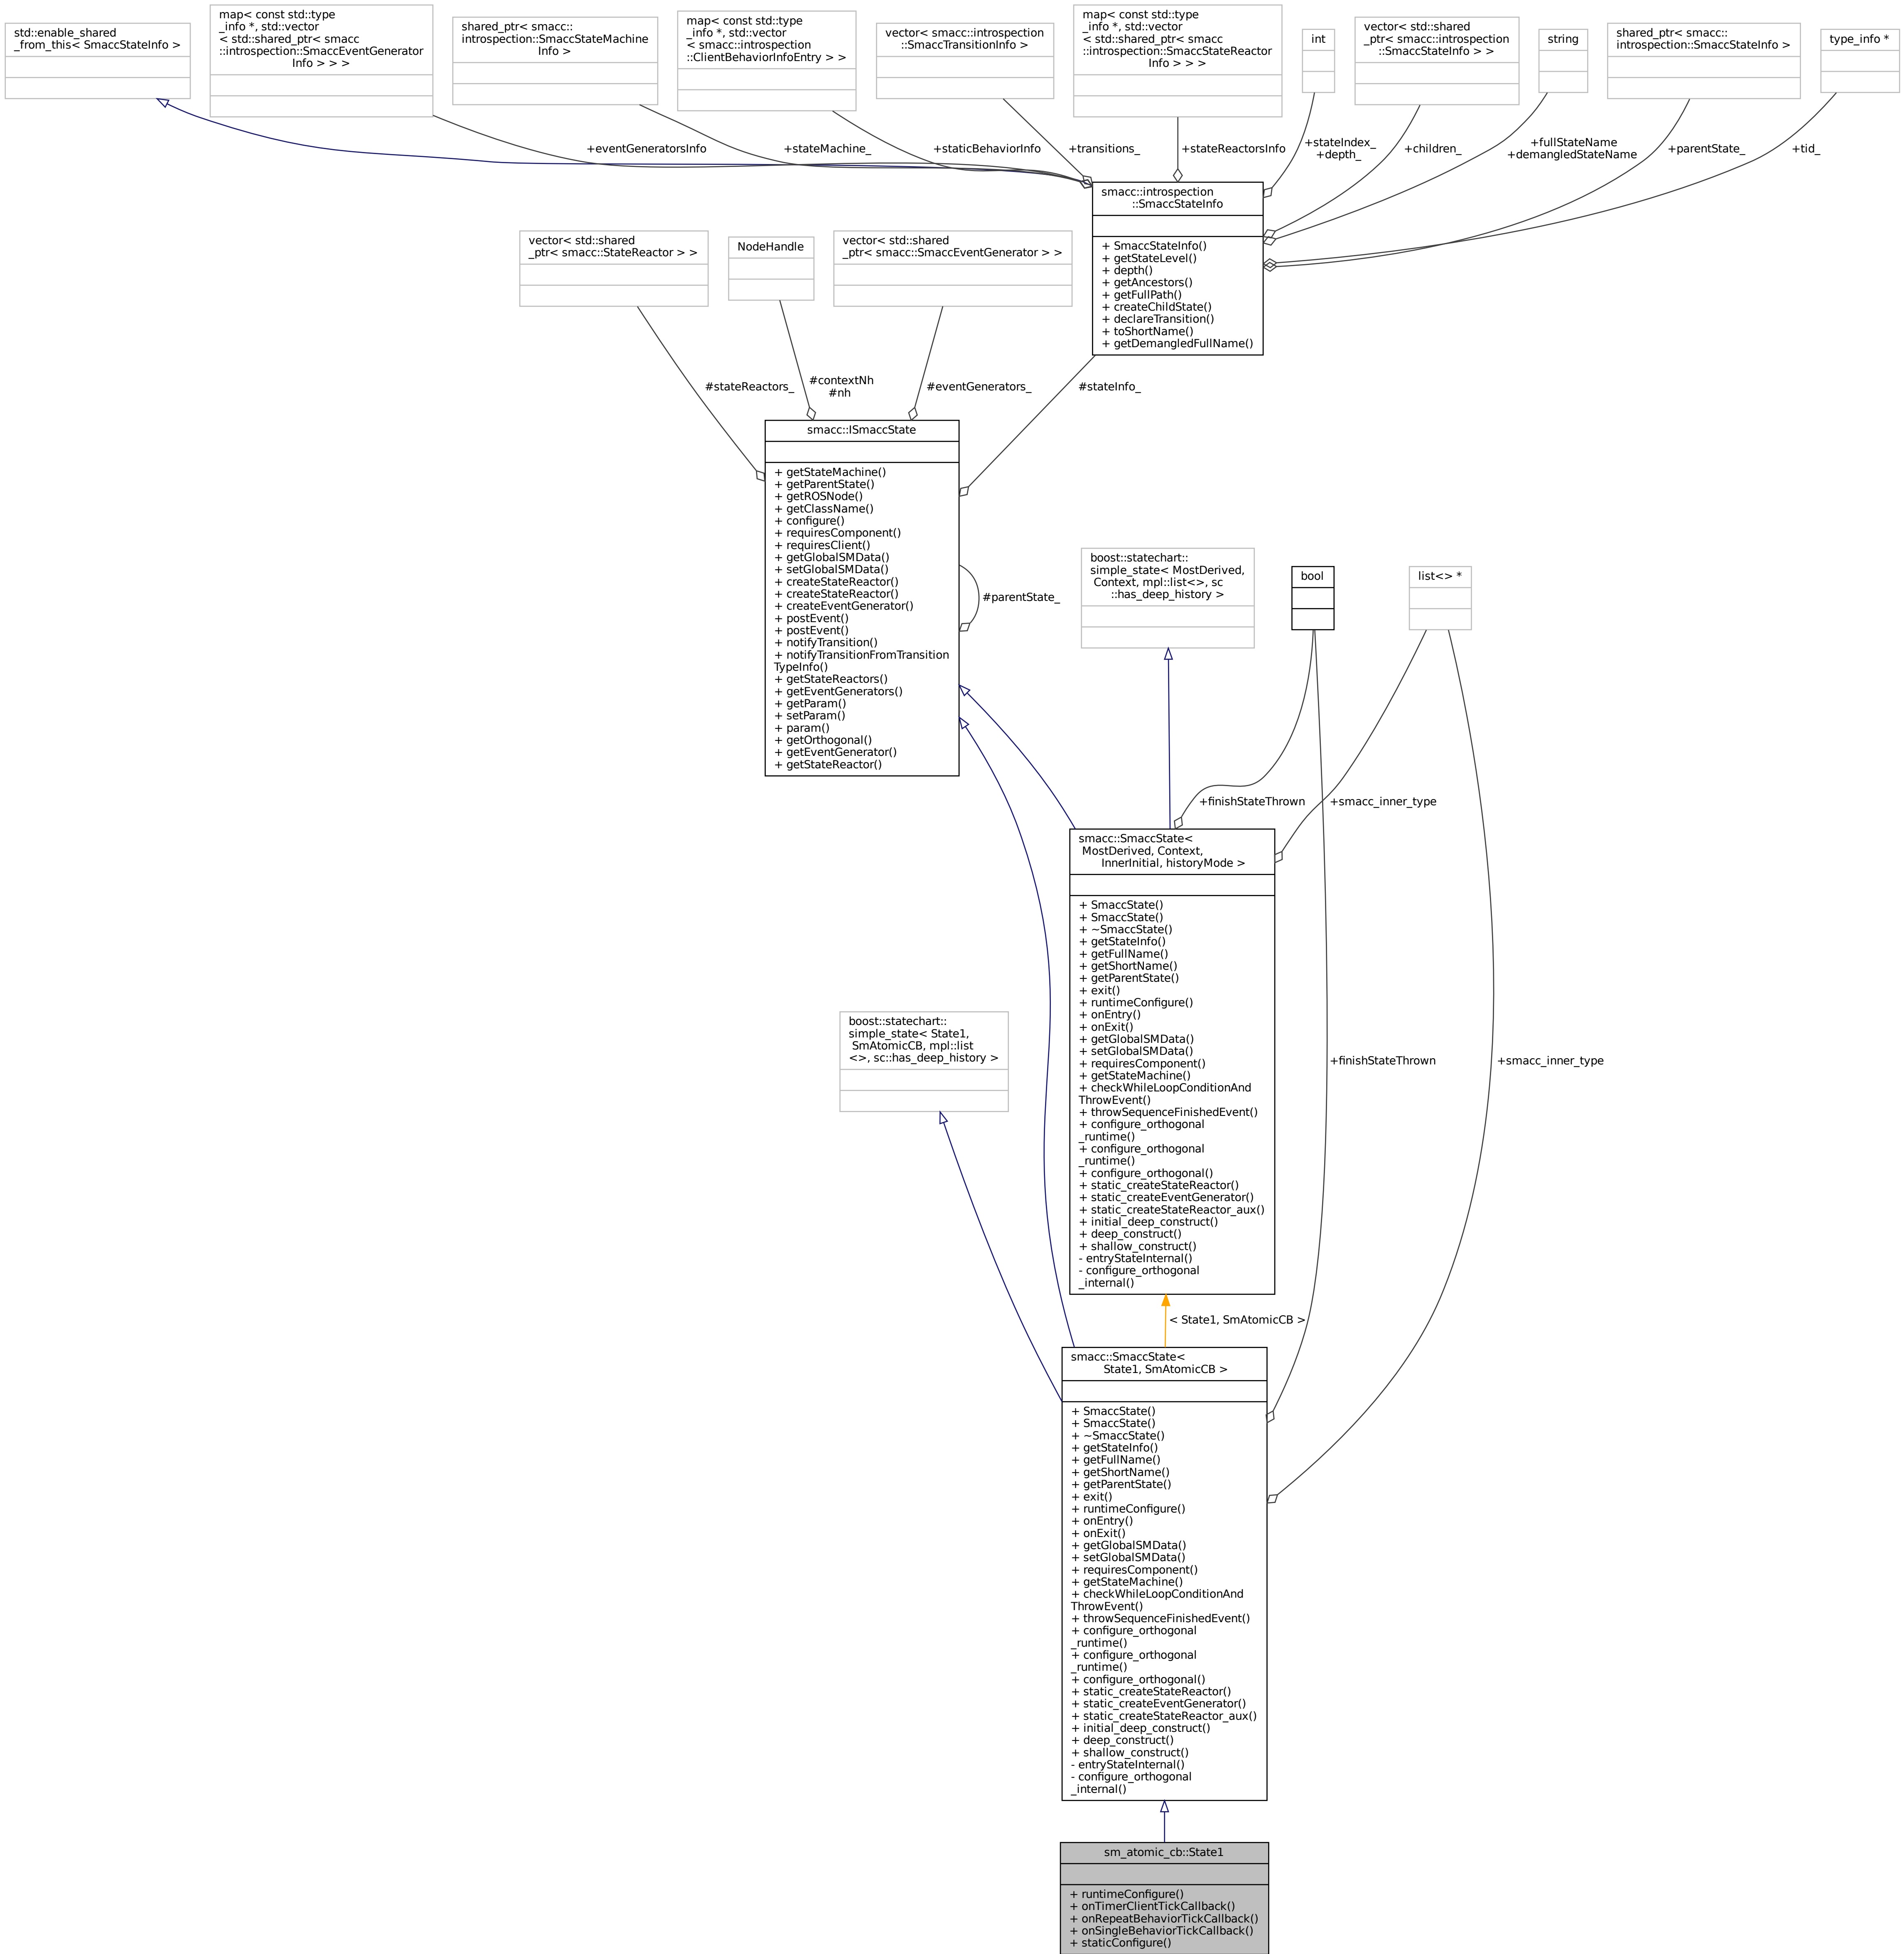 std::enable_shared
_from_this< SmaccStateInfo >
map< const std::type
_info *, std::vector
< std::shared_ptr< smacc
::introspection::SmaccEventGenerator
Info > > >
shared_ptr< smacc::
introspection::SmaccStateMachine
Info >
map< const std::type
_info *, std::vector
< smacc::introspection
::ClientBehaviorInfoEntry > >
vector< smacc::introspection
::SmaccTransitionInfo >
map< const std::type
_info *, std::vector
< std::shared_ptr< smacc
::introspection::SmaccStateReactor
Info > > >
int
vector< std::shared
_ptr< smacc::introspection
::SmaccStateInfo > >
string
shared_ptr< smacc::
introspection::SmaccStateInfo >
type_info *
+eventGeneratorsInfo
+stateMachine_
+staticBehaviorInfo
+transitions_
+stateReactorsInfo
+stateIndex_
+depth_
+children_
+fullStateName
+demangledStateName
+parentState_
+tid_
smacc::introspection
::SmaccStateInfo
+ SmaccStateInfo()
+ getStateLevel()
+ depth()
+ getAncestors()
+ getFullPath()
+ createChildState()
+ declareTransition()
+ toShortName()
+ getDemangledFullName()
vector< std::shared
_ptr< smacc::StateReactor > >
NodeHandle
vector< std::shared
_ptr< smacc::SmaccEventGenerator > >
#stateReactors_
#contextNh
#nh
#eventGenerators_
#stateInfo_
smacc::ISmaccState
+ getStateMachine()
+ getParentState()
+ getROSNode()
+ getClassName()
+ configure()
+ requiresComponent()
+ requiresClient()
+ getGlobalSMData()
+ setGlobalSMData()
+ createStateReactor()
+ createStateReactor()
+ createEventGenerator()
+ postEvent()
+ postEvent()
+ notifyTransition()
+ notifyTransitionFromTransition
TypeInfo()
+ getStateReactors()
+ getEventGenerators()
+ getParam()
+ setParam()
+ param()
+ getOrthogonal()
+ getEventGenerator()
+ getStateReactor()
#parentState_
boost::statechart::
simple_state< MostDerived,
Context, mpl::list<>, sc
::has_deep_history >
bool
list<> *
+finishStateThrown
+smacc_inner_type
smacc::SmaccState<
MostDerived, Context,
InnerInitial, historyMode >
+ SmaccState()
+ SmaccState()
+ ~SmaccState()
+ getStateInfo()
+ getFullName()
+ getShortName()
+ getParentState()
+ exit()
+ runtimeConfigure()
+ onEntry()
+ onExit()
+ getGlobalSMData()
+ setGlobalSMData()
+ requiresComponent()
+ getStateMachine()
+ checkWhileLoopConditionAnd
ThrowEvent()
+ throwSequenceFinishedEvent()
+ configure_orthogonal
_runtime()
+ configure_orthogonal
_runtime()
+ configure_orthogonal()
+ static_createStateReactor()
+ static_createEventGenerator()
+ static_createStateReactor_aux()
+ initial_deep_construct()
+ deep_construct()
+ shallow_construct()
- entryStateInternal()
- configure_orthogonal
_internal()
boost::statechart::
simple_state< State1,
SmAtomicCB, mpl::list
<>, sc::has_deep_history >
+finishStateThrown
+smacc_inner_type
< State1, SmAtomicCB >
smacc::SmaccState<
State1, SmAtomicCB >
+ SmaccState()
+ SmaccState()
+ ~SmaccState()
+ getStateInfo()
+ getFullName()
+ getShortName()
+ getParentState()
+ exit()
+ runtimeConfigure()
+ onEntry()
+ onExit()
+ getGlobalSMData()
+ setGlobalSMData()
+ requiresComponent()
+ getStateMachine()
+ checkWhileLoopConditionAnd
ThrowEvent()
+ throwSequenceFinishedEvent()
+ configure_orthogonal
_runtime()
+ configure_orthogonal
_runtime()
+ configure_orthogonal()
+ static_createStateReactor()
+ static_createEventGenerator()
+ static_createStateReactor_aux()
+ initial_deep_construct()
+ deep_construct()
+ shallow_construct()
- entryStateInternal()
- configure_orthogonal
_internal()
sm_atomic_cb::State1
+ runtimeConfigure()
+ onTimerClientTickCallback()
+ onRepeatBehaviorTickCallback()
+ onSingleBehaviorTickCallback()
+ staticConfigure()